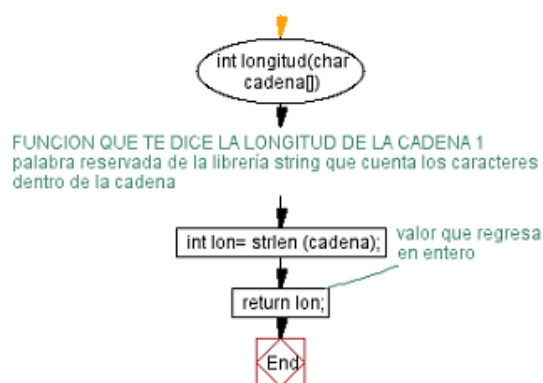 int longitud(char
cadena[])
FUNCION QUE TE DICE LA LONGITUD DE LA CADENA 1
palabra reservada de la librería string que cuenta los caracteres
dentro de la cadena
int lon= strlen (cadena);
valor que regresa
en entero
return lon;
End